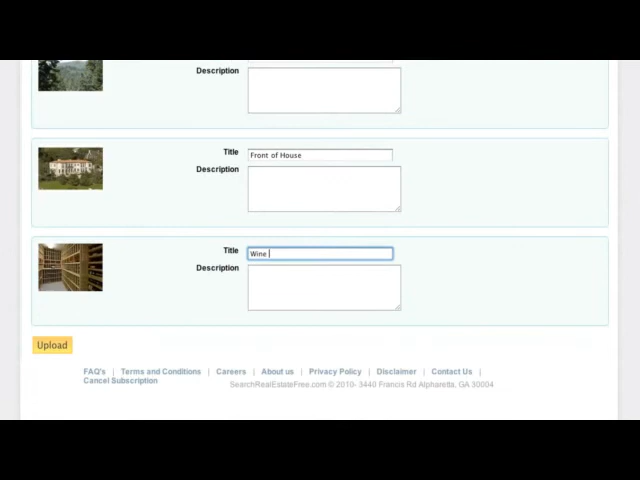 Description
Title Front of House
Description
Title Wine
Description
Upload
FAQ's | Terms and Conditions | Careers | About us | Privacy Policy | Disclaimer | Contact Us |
Cancel Subscription SearchRealEstateFree.com © 2010- 3440 Francis Rd Alpharetta, GA 30004